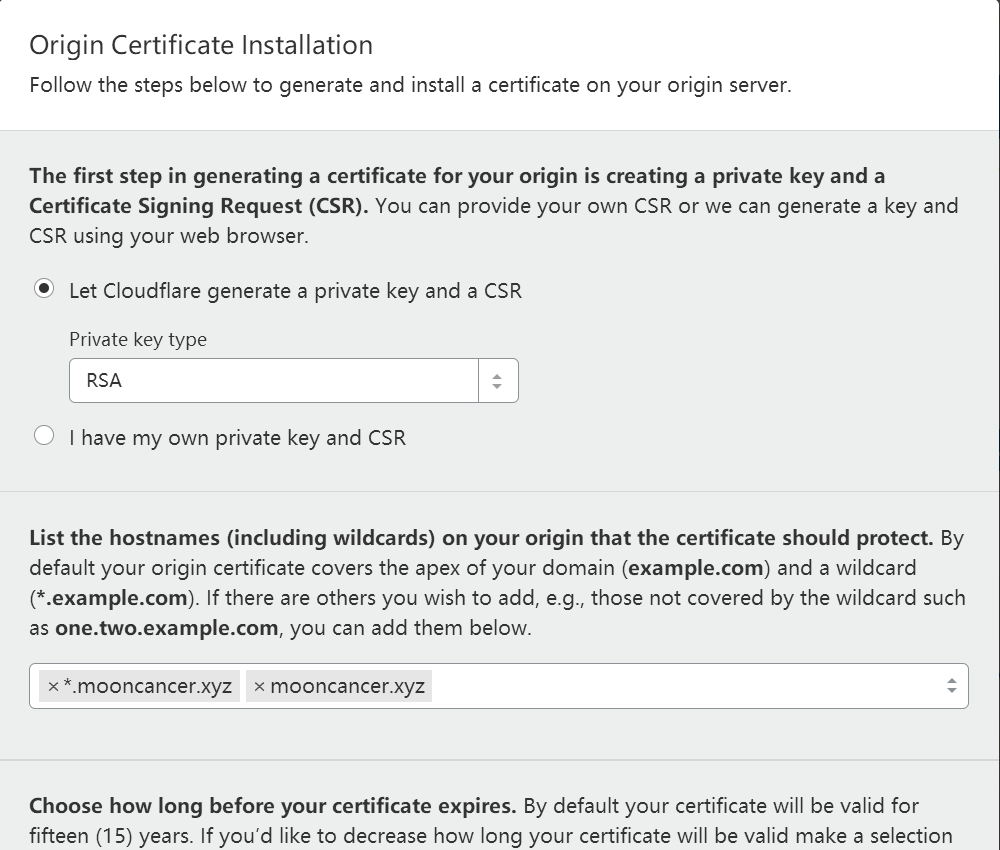 Origin Certificate Installation
Follow the steps below to generate and install a certificate on your origin server.
The first step in generating a certificate for your origin is creating a private key and a
Certificate Signing Request (CSR). You can provide your own CSR or we can generate a key and
CSR using your web browser.
Let Cloudflare generate a private key and a CSR
Private key type
RSA
I have my own private key and CSR
List the hostnames (including wildcards) on your origin that the certificate should protect. By
default your origin certificate covers the apex of your domain (example.com) and a wildcard
(*.example.com). If there are others you wish to add, e.g., those not covered by the wildcard such
as one.two.example.com, you can add them below.
×*.mooncancer.xyz ×mooncancer.xyz
Choose how long before your certificate expires. By default your certificate will be valid for
fifteen (15) years. If you’d like to decrease how long your certificate will be valid make a selection